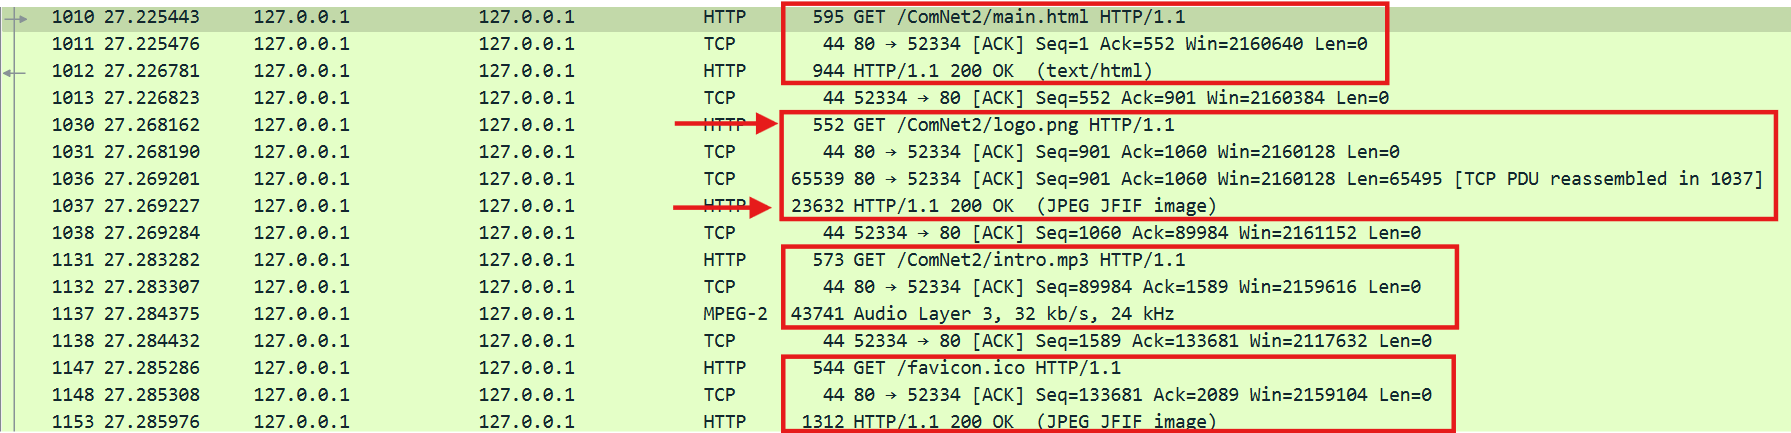 1010 27.225443 127.0.0.1 127.0.0.1 HTTP 595 GET /ComNet2/main.html HTTP/1.1
1011 27.225476 127.0.0.1 127.0.0.1 TCP 44 80 → 52334 [ACK] Seq=1 Ack=552 Win=2160640 Len=0
1012 27.226781 127.0.0.1 127.0.0.1 HTTP 944 HTTP/1.1 200 OK (text/html)
1013 27.226823 127.0.0.1 127.0.0.1 TCP 44 52334 → 80 [ACK] Seq=552 Ack=901 Win=2160384 Len=0
1030 27.268162 127.0.0.1 127.0.0.1 HTTP 552 GET /ComNet2/logo.png HTTP/1.1
1031 27.268190 127.0.0.1 127.0.0.1 TCP 44 80 → 52334 [ACK] Seq=901 Ack=1060 Win=2160128 Len=0
1036 27.269201 127.0.0.1 127.0.0.1 TCP 65539 80 → 52334 [ACK] Seq=901 Ack=1060 Win=2160128 Len=65495 [TCP PDU reassembled in 1037]
1037 27.269227 127.0.0.1 127.0.0.1 HTTP 23632 HTTP/1.1 200 OK (JPEG JFIF image)
1038 27.269284 127.0.0.1 127.0.0.1 TCP 44 52334 → 80 [ACK] Seq=1060 Ack=89984 Win=2161152 Len=0
1131 27.283282 127.0.0.1 127.0.0.1 HTTP 573 GET /ComNet2/intro.mp3 HTTP/1.1
1132 27.283307 127.0.0.1 127.0.0.1 TCP 44 80 → 52334 [ACK] Seq=89984 Ack=1589 Win=2159616 Len=0
1137 27.284375 127.0.0.1 127.0.0.1 MPEG-2 43741 Audio Layer 3, 32 kb/s, 24 kHz
1138 27.284432 127.0.0.1 127.0.0.1 TCP 44 52334 → 80 [ACK] Seq=1589 Ack=133681 Win=2117632 Len=0
1147 27.285286 127.0.0.1 127.0.0.1 HTTP 544 GET /favicon.ico HTTP/1.1
1148 27.285308 127.0.0.1 127.0.0.1 TCP 44 80 → 52334 [ACK] Seq=133681 Ack=2089 Win=2159104 Len=0
1153 27.285976 127.0.0.1 127.0.0.1 HTTP 1312 HTTP/1.1 200 OK (JPEG JFIF image)